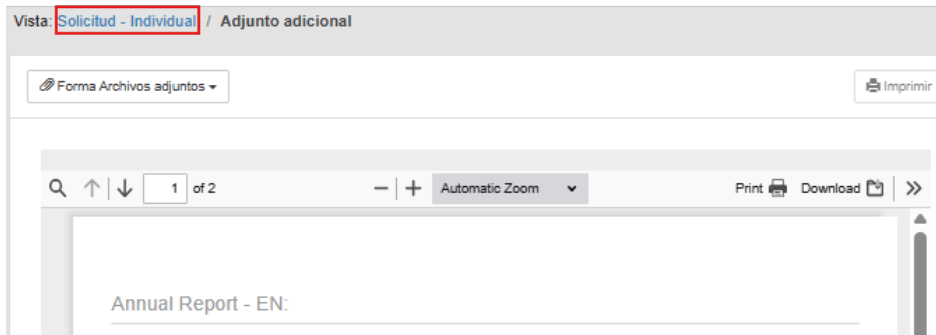 Vista: Solicitud - Individual / Adjunto adicional
Forma Archivos adjuntos
Imprimir
1 of 2
Automatic Zoom
Print
Download
Annual Report - EN: